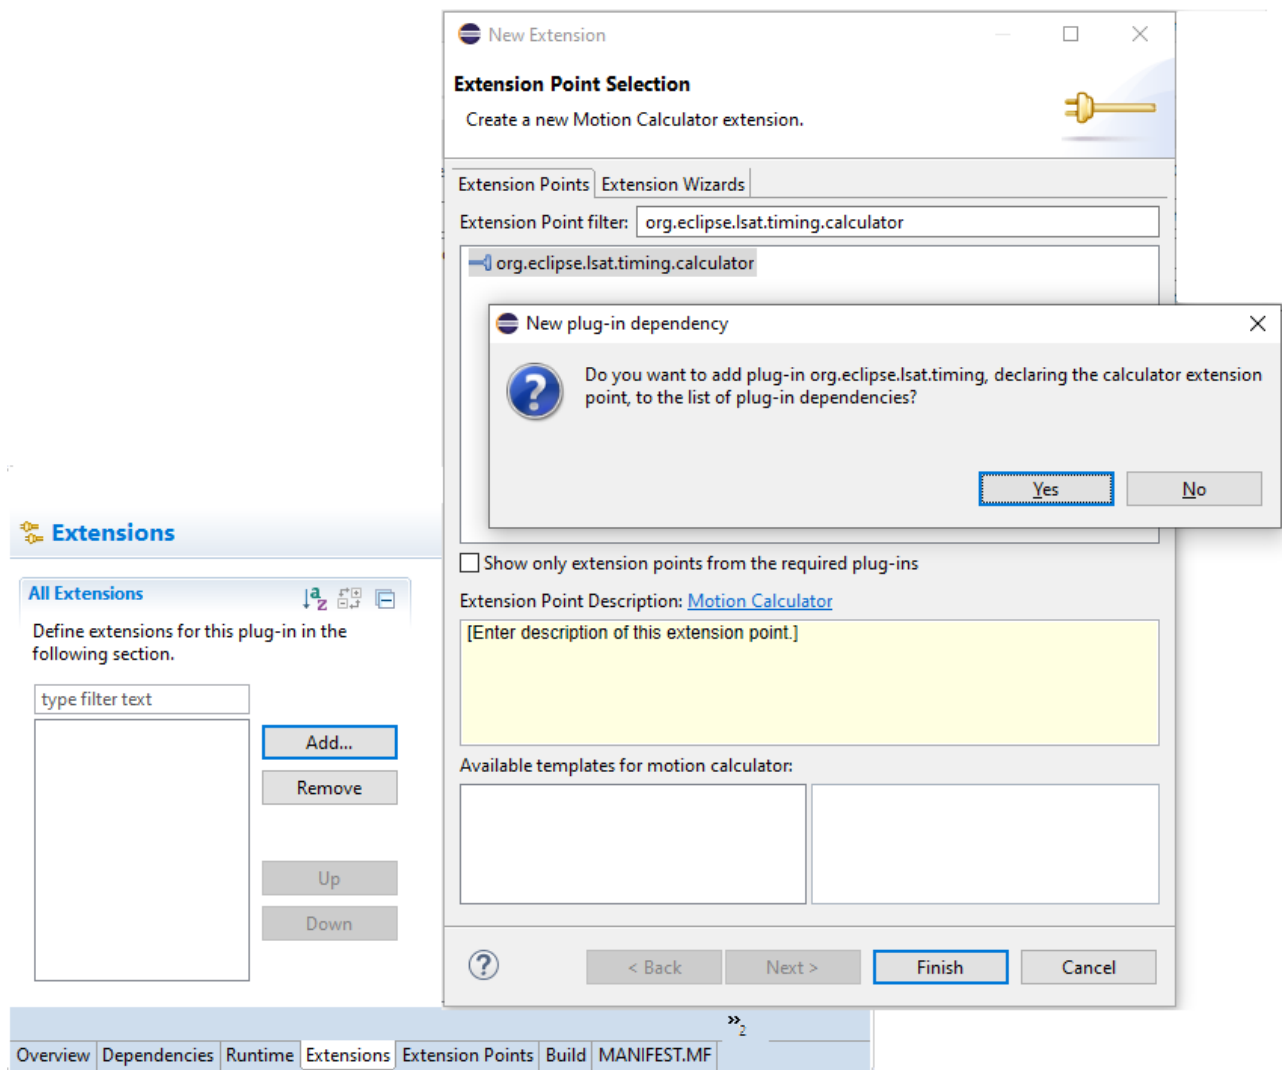 New Extension
Extension Point Selection
Create a new Motion Calculator extension.
Extension Points
Extension Wizards
Extension Point filter:
org.eclipse.lsat.timing.calculator
org.eclipse.lsat.timing.calculator
New plug-in dependency
Do you want to add plug-in org.eclipse.lsat.timing, declaring the calculator extension
point, to the list of plug-in dependencies?
Yes
No
Show only extension points from the required plug-ins
Extension Point Description: Motion Calculator
[Enter description of this extension point.]
Available templates for motion calculator:
?
< Back
Next >
Finish
Cancel
Extensions
All Extensions
Define extensions for this plug-in in the
following section.
type filter text
Add...
Remove
Up
Down
»2
Overview
Dependencies
Runtime
Extensions
Extension Points
Build
MANIFEST.MF